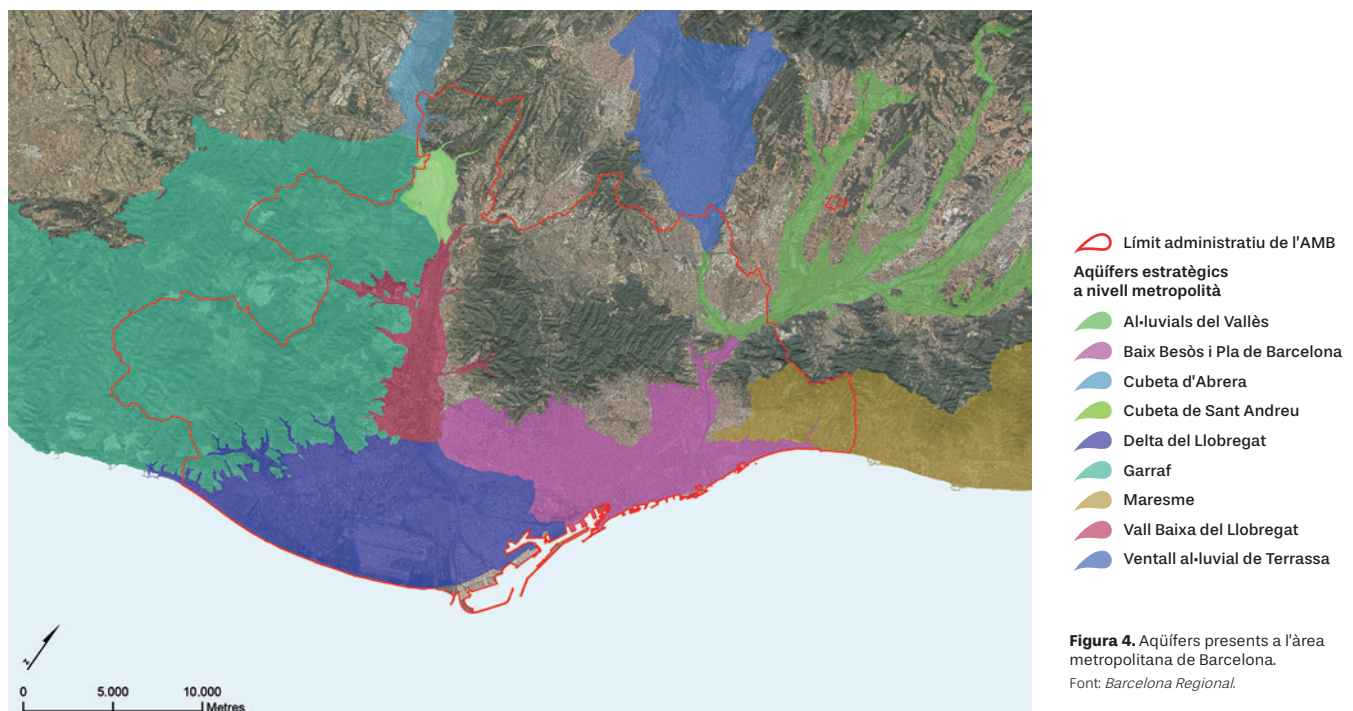 Límit administratiu de l'AMB
Aqüífers estratègics
a nivell metropolità
Al·luvials del Vallès
Baix Besòs i Pla de Barcelona
Cubeta d'Abrera
Cubeta de Sant Andreu
Delta del Llobregat
Garraf
Maresme
Vall Baixa del Llobregat
Ventall al·luvial de Terrassa
Figura 4. Aqüífers presents a l'àrea
metropolitana de Barcelona.
Font: Barcelona Regional.
N
0 5.000 10.000
Metres